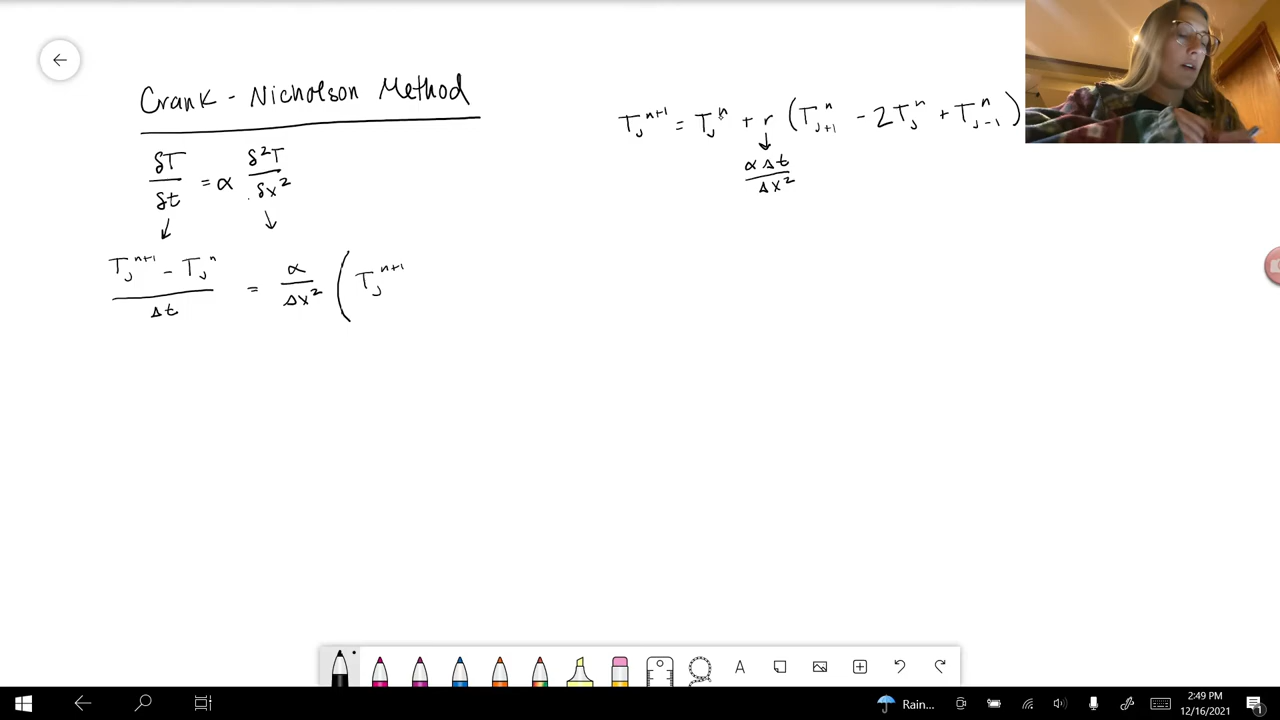 Crank - Nicholson Method
δT/δt = α δ²T/δx²
↓ ↓
(T_j^{n+1} - T_j^n)/Δt = α/Δx² ( T_j^{n+1}
T_j^{n+1} = T_j^n + r ( T_{j+1}^n - 2T_j^n + T_{j-1}^n )
↓
αΔt/Δx²
A
Rain...
2:49 PM
12/16/2021
1